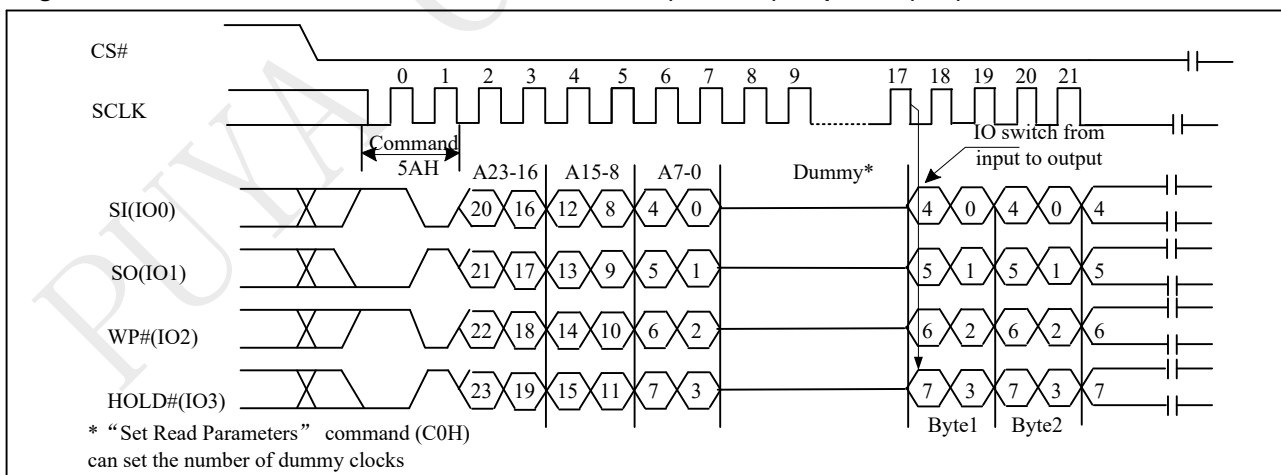 CS#
0 1 2 3 4 5 6 7 8 9 17 18 19 20 21
SCLK
Command
5AH
IO switch from
input to output
A23-16 A15-8 A7-0 Dummy*
SI(IO0) 20 16 12 8 4 0 4 0 4 0 4
SO(IO1) 21 17 13 9 5 1 5 1 5 1 5
WP#(IO2) 22 18 14 10 6 2 6 2 6 2 6
HOLD#(IO3) 23 19 15 11 7 3 7 3 7 3 7
Byte1 Byte2
* “Set Read Parameters” command (C0H)
can set the number of dummy clocks
PUYA